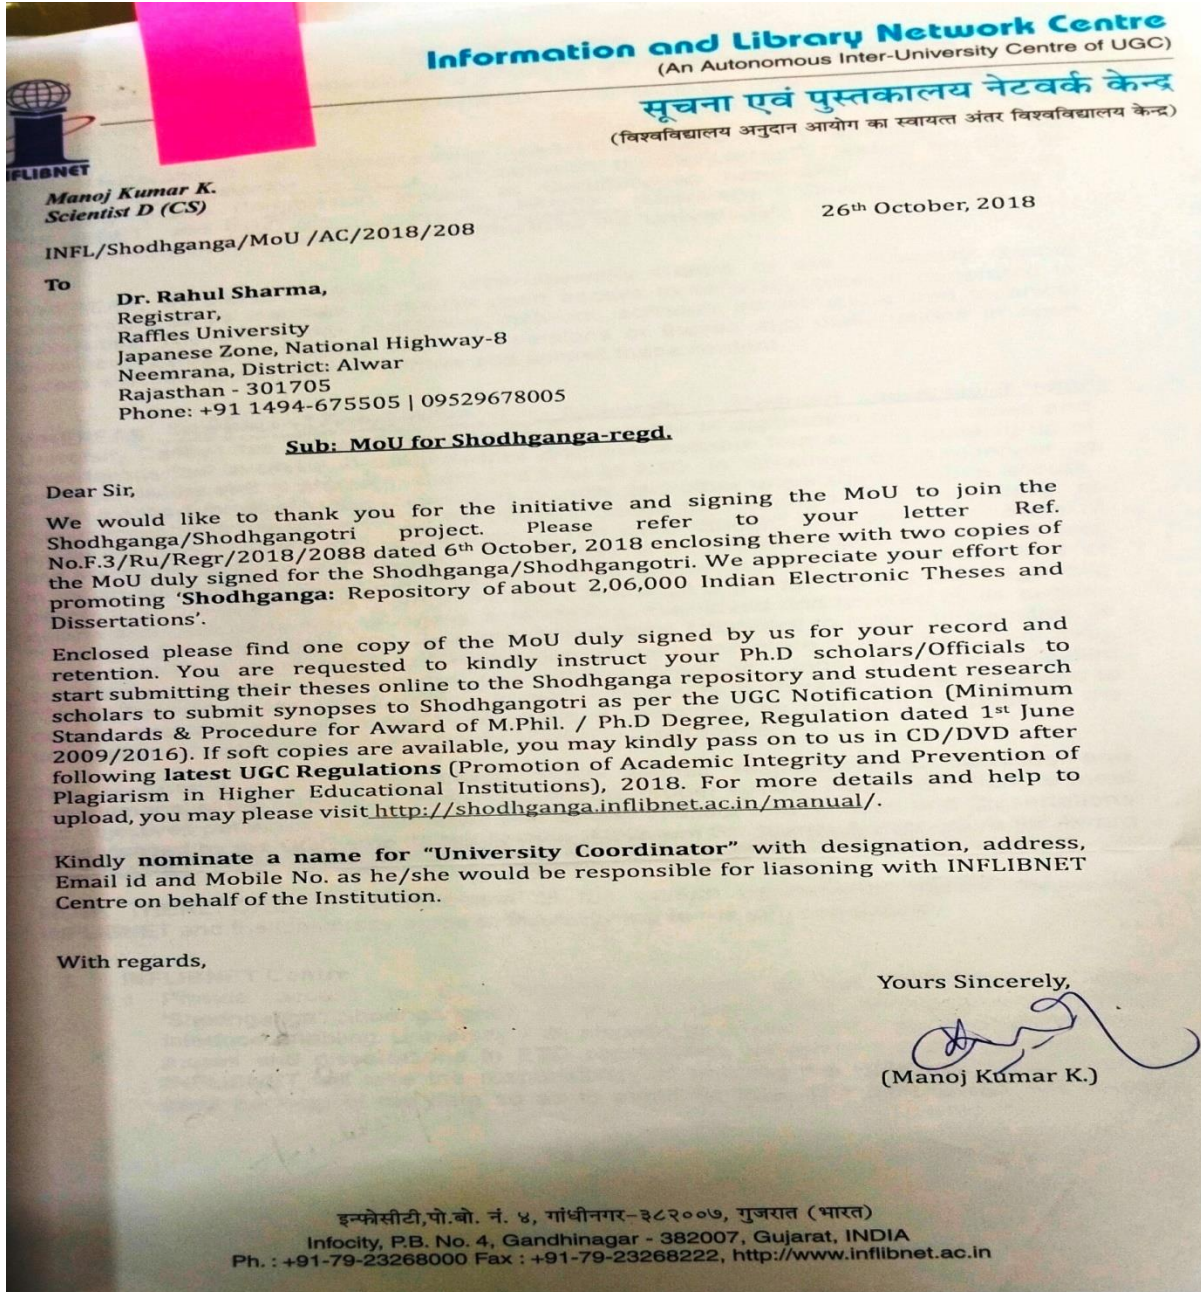 Information and Library Network Centre
(An Autonomous Inter-University Centre of UGC)
सूचना एवं पुस्तकालय नेटवर्क केन्द्र
(विश्वविद्यालय अनुदान आयोग का स्वायत्त अंतर विश्वविद्यालय केन्द्र)
INFLIBNET
Manoj Kumar K.
Scientist D (CS)
26th October, 2018
INFL/Shodhganga/MoU /AC/2018/208
To
Dr. Rahul Sharma,
Registrar,
Raffles University
Japanese Zone, National Highway-8
Neemrana, District: Alwar
Rajasthan - 301705
Phone: +91 1494-675505 | 09529678005
Sub: MoU for Shodhganga-regd.
Dear Sir,
We would like to thank you for the initiative and signing the MoU to join the
Shodhganga/Shodhgangotri project. Please refer to your letter Ref.
No.F.3/Ru/Regr/2018/2088 dated 6th October, 2018 enclosing there with two copies of
the MoU duly signed for the Shodhganga/Shodhgangotri. We appreciate your effort for
promoting ‘Shodhganga: Repository of about 2,06,000 Indian Electronic Theses and
Dissertations’.
Enclosed please find one copy of the MoU duly signed by us for your record and
retention. You are requested to kindly instruct your Ph.D scholars/Officials to
start submitting their theses online to the Shodhganga repository and student research
scholars to submit synopses to Shodhgangotri as per the UGC Notification (Minimum
Standards & Procedure for Award of M.Phil. / Ph.D Degree, Regulation dated 1st June
2009/2016). If soft copies are available, you may kindly pass on to us in CD/DVD after
following latest UGC Regulations (Promotion of Academic Integrity and Prevention of
Plagiarism in Higher Educational Institutions), 2018. For more details and help to
upload, you may please visit http://shodhganga.inflibnet.ac.in/manual/.
Kindly nominate a name for “University Coordinator” with designation, address,
Email id and Mobile No. as he/she would be responsible for liasoning with INFLIBNET
Centre on behalf of the Institution.
With regards,
Yours Sincerely,
(Manoj Kumar K.)
इन्फोसीटी,पो.बो. नं. ४, गांधीनगर-३८२००७, गुजरात (भारत)
Infocity, P.B. No. 4, Gandhinagar - 382007, Gujarat, INDIA
Ph. : +91-79-23268000 Fax : +91-79-23268222, http://www.inflibnet.ac.in